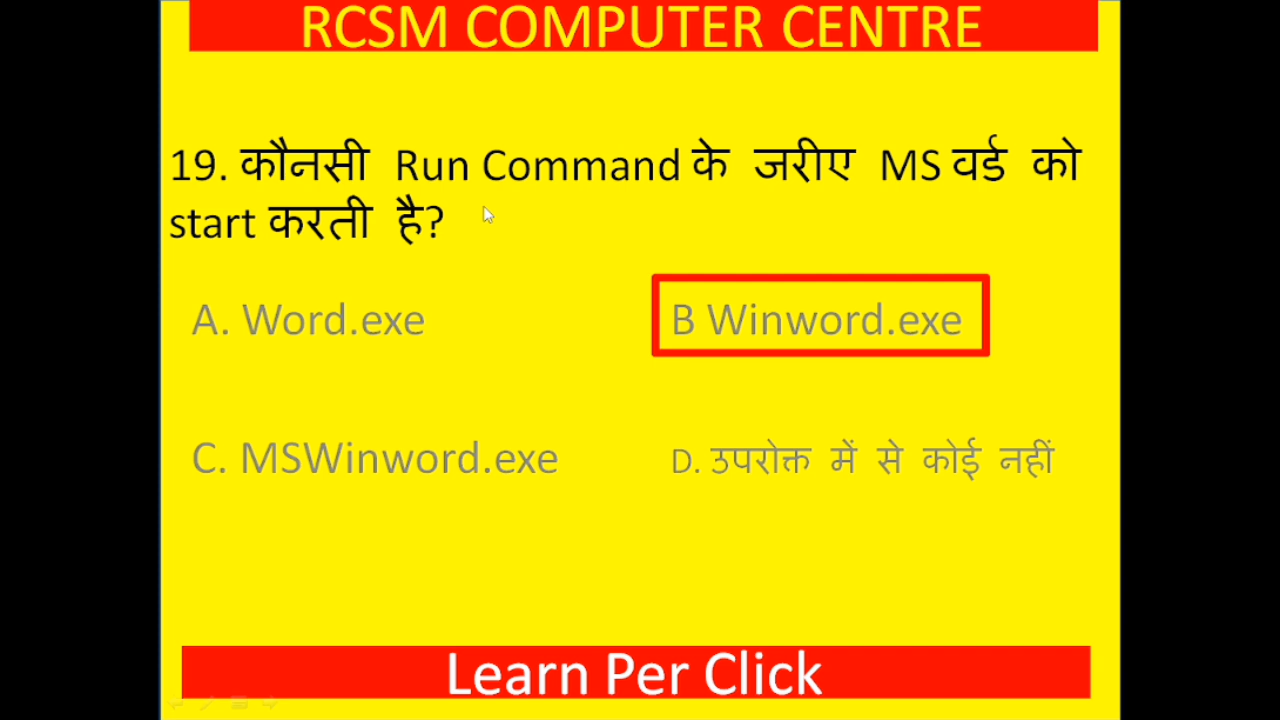 RCSM COMPUTER CENTRE
19. कौनसी Run Command के जरीए MS वर्ड को
start करती है?
A. Word.exe
B Winword.exe
C. MSWinword.exe
D. उपरोक्त में से कोई नहीं
Learn Per Click